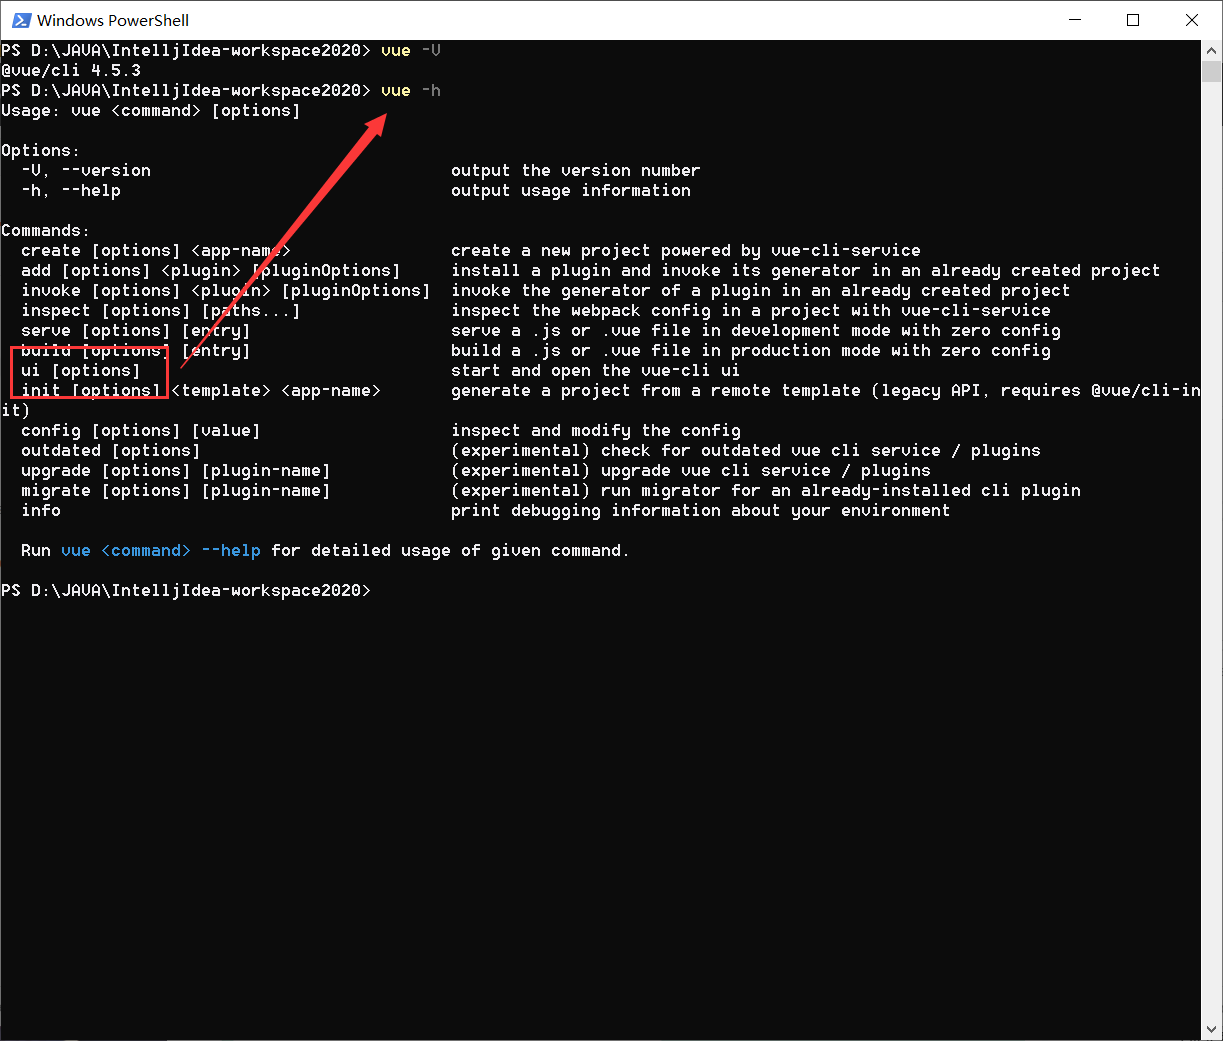 Windows PowerShell
PS D:\JAVA\IntelljIdea-workspace2020> vue -V
@vue/cli 4.5.3
PS D:\JAVA\IntelljIdea-workspace2020> vue -h
Usage: vue <command> [options]
Options:
-V, --version output the version number
-h, --help output usage information
Commands:
create [options] <app-name> create a new project powered by vue-cli-service
add [options] <plugin> [pluginOptions] install a plugin and invoke its generator in an already created project
invoke [options] <plugin> [pluginOptions] invoke the generator of a plugin in an already created project
inspect [options] [paths...] inspect the webpack config in a project with vue-cli-service
serve [options] [entry] serve a .js or .vue file in development mode with zero config
build [options] [entry] build a .js or .vue file in production mode with zero config
ui [options] start and open the vue-cli ui
init [options] <template> <app-name> generate a project from a remote template (legacy API, requires @vue/cli-in
it)
config [options] [value] inspect and modify the config
outdated [options] (experimental) check for outdated vue cli service / plugins
upgrade [options] [plugin-name] (experimental) upgrade vue cli service / plugins
migrate [options] [plugin-name] (experimental) run migrator for an already-installed cli plugin
info print debugging information about your environment
Run vue <command> --help for detailed usage of given command.
PS D:\JAVA\IntelljIdea-workspace2020>